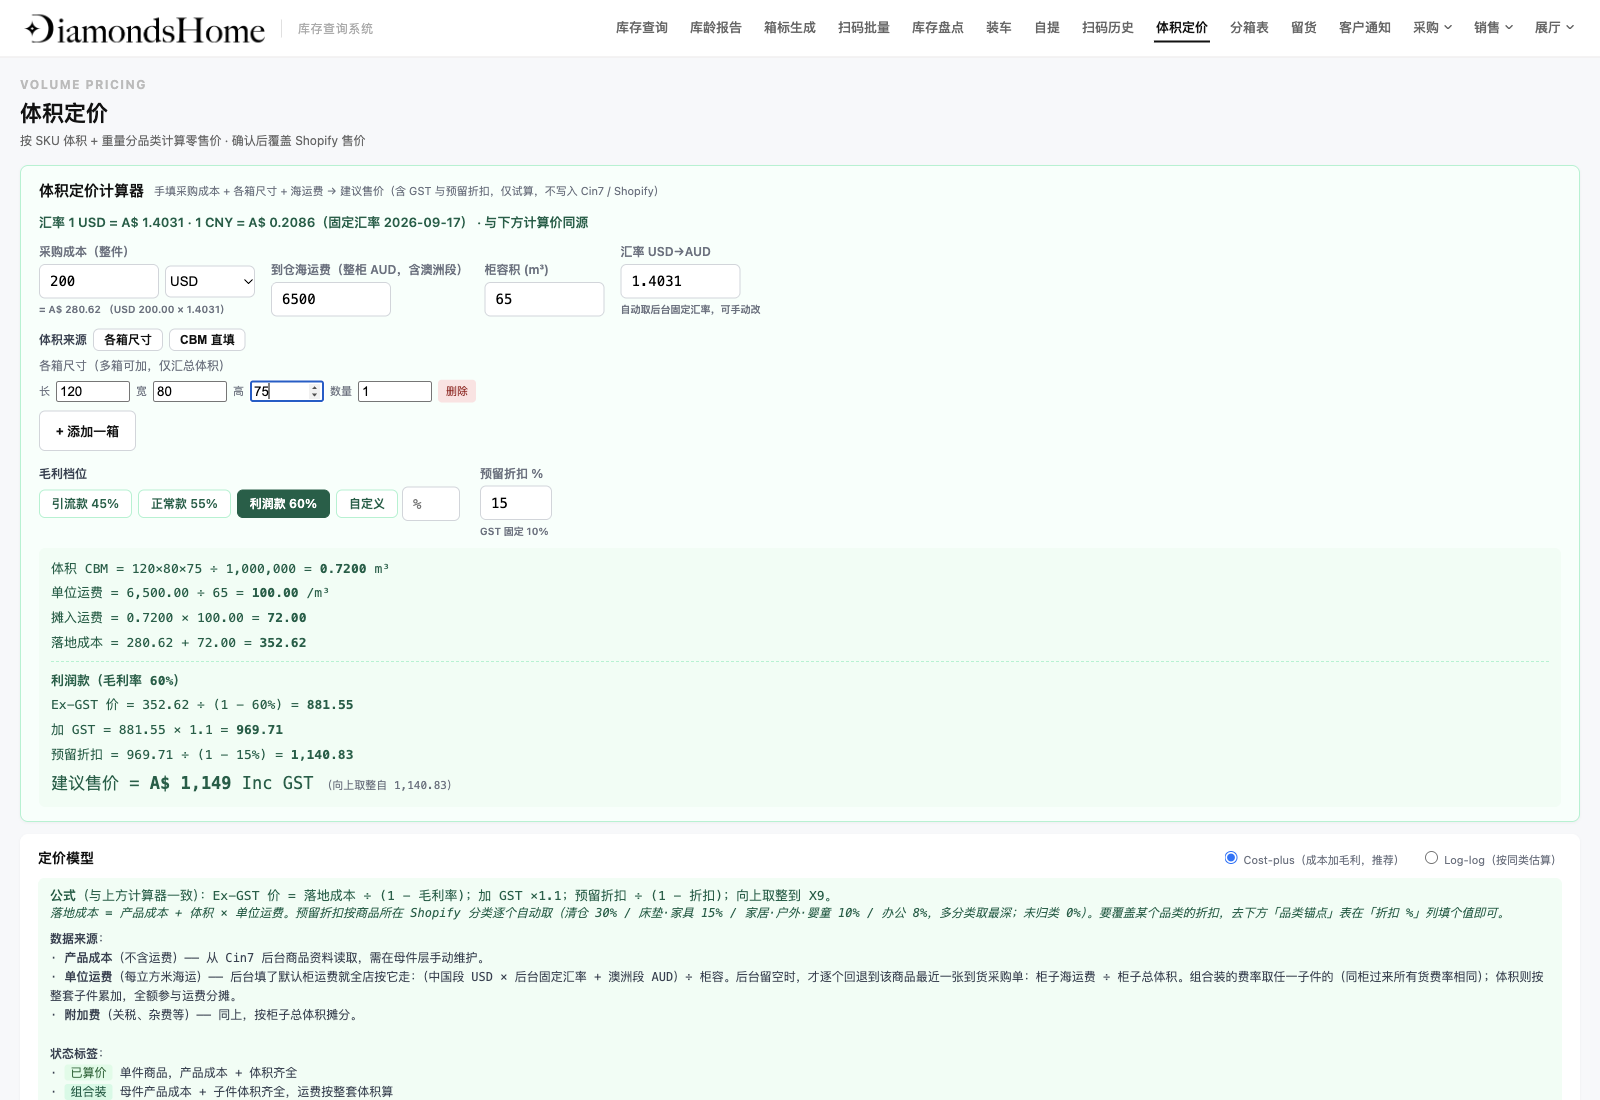 DiamondsHome 库存查询系统 库存查询 库龄报告 箱标生成 扫码批量 库存盘点 装车 自提 扫码历史 体积定价 分箱表 留货 客户通知 采购 销售 展厅
VOLUME PRICING
体积定价
按 SKU 体积 + 重量分品类计算零售价 · 确认后覆盖 Shopify 售价
体积定价计算器 手填采购成本 + 各箱尺寸 + 海运费 → 建议售价（含 GST 与预留折扣，仅试算，不写入 Cin7 / Shopify）
汇率 1 USD = A$ 1.4031 · 1 CNY = A$ 0.2086（固定汇率 2026-09-17） · 与下方计算价同源
采购成本（整件）
200 USD
= A$ 280.62 （USD 200.00 × 1.4031）
到仓海运费（整柜 AUD，含澳洲段）
6500
柜容积 (m³)
65
汇率 USD→AUD
1.4031
自动取后台固定汇率，可手动改
体积来源 各箱尺寸 CBM 直填
各箱尺寸（多箱可加，仅汇总体积）
长 120 宽 80 高 75 数量 1 删除
+ 添加一箱
毛利档位
引流款 45% 正常款 55% 利润款 60% 自定义 %
预留折扣 %
15
GST 固定 10%
体积 CBM = 120×80×75 ÷ 1,000,000 = 0.7200 m³
单位运费 = 6,500.00 ÷ 65 = 100.00 /m³
摊入运费 = 0.7200 × 100.00 = 72.00
落地成本 = 280.62 + 72.00 = 352.62
利润款（毛利率 60%）
Ex-GST 价 = 352.62 ÷ (1 − 60%) = 881.55
加 GST = 881.55 × 1.1 = 969.71
预留折扣 = 969.71 ÷ (1 − 15%) = 1,140.83
建议售价 = A$ 1,149 Inc GST （向上取整自 1,140.83）
定价模型 Cost-plus（成本加毛利，推荐） Log-log（按同类估算）
公式（与上方计算器一致）：Ex-GST 价 = 落地成本 ÷ (1 − 毛利率)；加 GST ×1.1；预留折扣 ÷ (1 − 折扣)；向上取整到 X9。
落地成本 = 产品成本 + 体积 × 单位运费。预留折扣按商品所在 Shopify 分类逐个自动取（清仓 30% / 床垫·家具 15% / 家居·户外·婴童 10% / 办公 8%，多分类取最深；未归类 0%）。要覆盖某个品类的折扣，去下方「品类锚点」表在「折扣 %」列填个值即可。
数据来源：
· 产品成本（不含运费）—— 从 Cin7 后台商品资料读取，需在母件层手动维护。
· 单位运费（每立方米海运）—— 后台填了默认柜运费就全店按它走：（中国段 USD × 后台固定汇率 + 澳洲段 AUD）÷ 柜容。后台留空时，才逐个回退到该商品最近一张到货采购单：柜子海运费 ÷ 柜子总体积。组合装的费率取任一子件的（同柜过来所有货费率相同）；体积则按
整套子件累加，全额参与运费分摊。
· 附加费（关税、杂费等）—— 同上，按柜子总体积摊分。
状态标签：
· 已算价 单件商品，产品成本 + 体积齐全
· 组合装 母件产品成本 + 子件体积齐全，运费按整套体积算